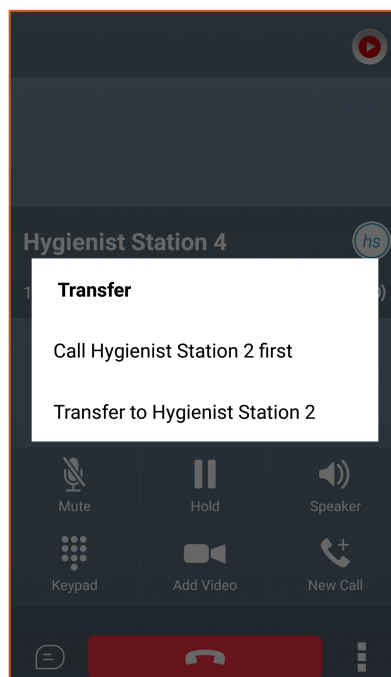 Hygienist Station 4
hs
1
Transfer
Call Hygienist Station 2 first
Transfer to Hygienist Station 2
Mute
Hold
Speaker
Keypad
Add Video
New Call